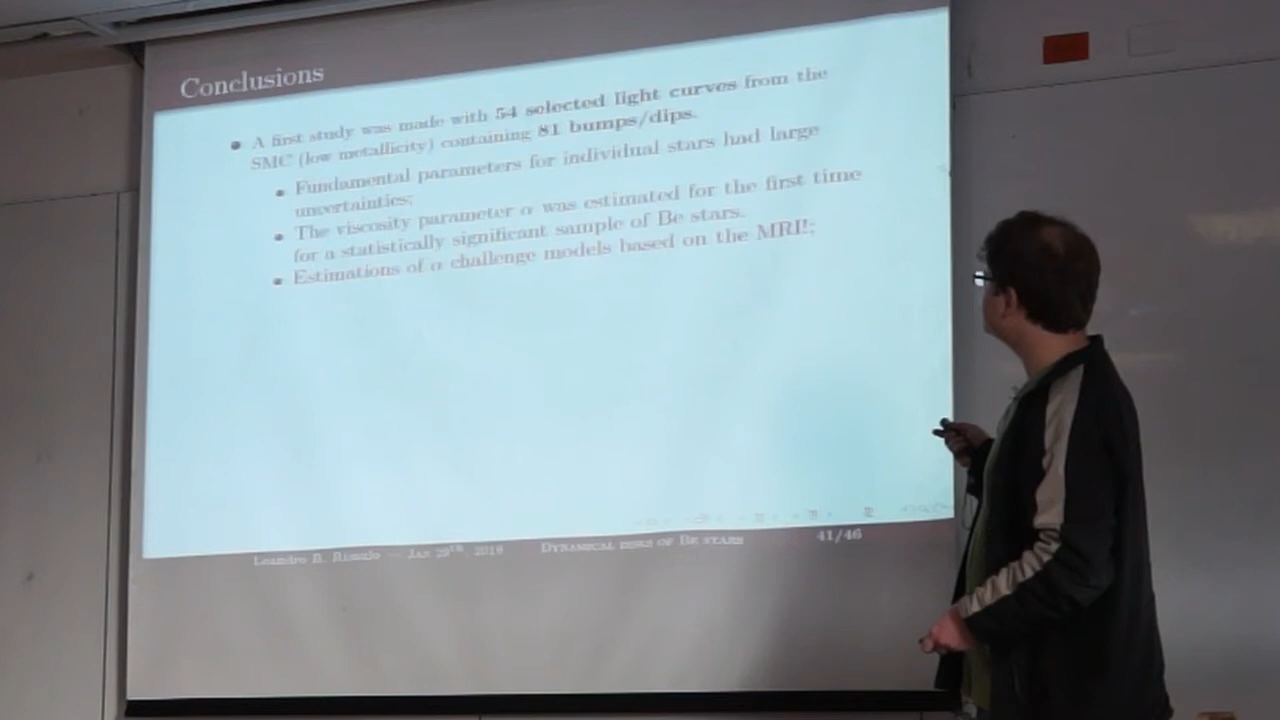 Conclusions
A first study was made with 54 selected light curves from the
SMC (low metallicity) containing 81 bumps/dips.
Fundamental parameters for individual stars had large
uncertainties;
The viscosity parameter α was estimated for the first time
for a statistically significant sample of Be stars.
Estimations of α challenge models based on the MRI!;
Leandro R. Rímulo — Jan 29th, 2018 Dynamical disks of Be stars 41/46